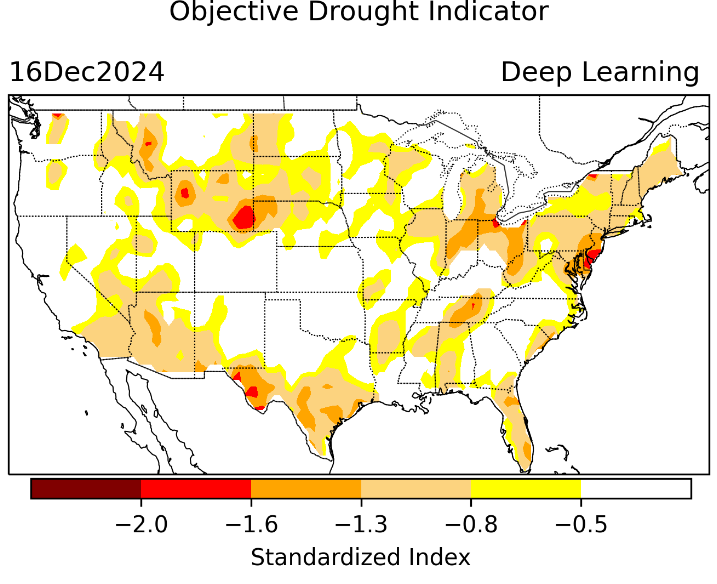 Objective Drought Indicator
16Dec2024
Deep Learning
−2.0
−1.6
−1.3
−0.8
−0.5
Standardized Index